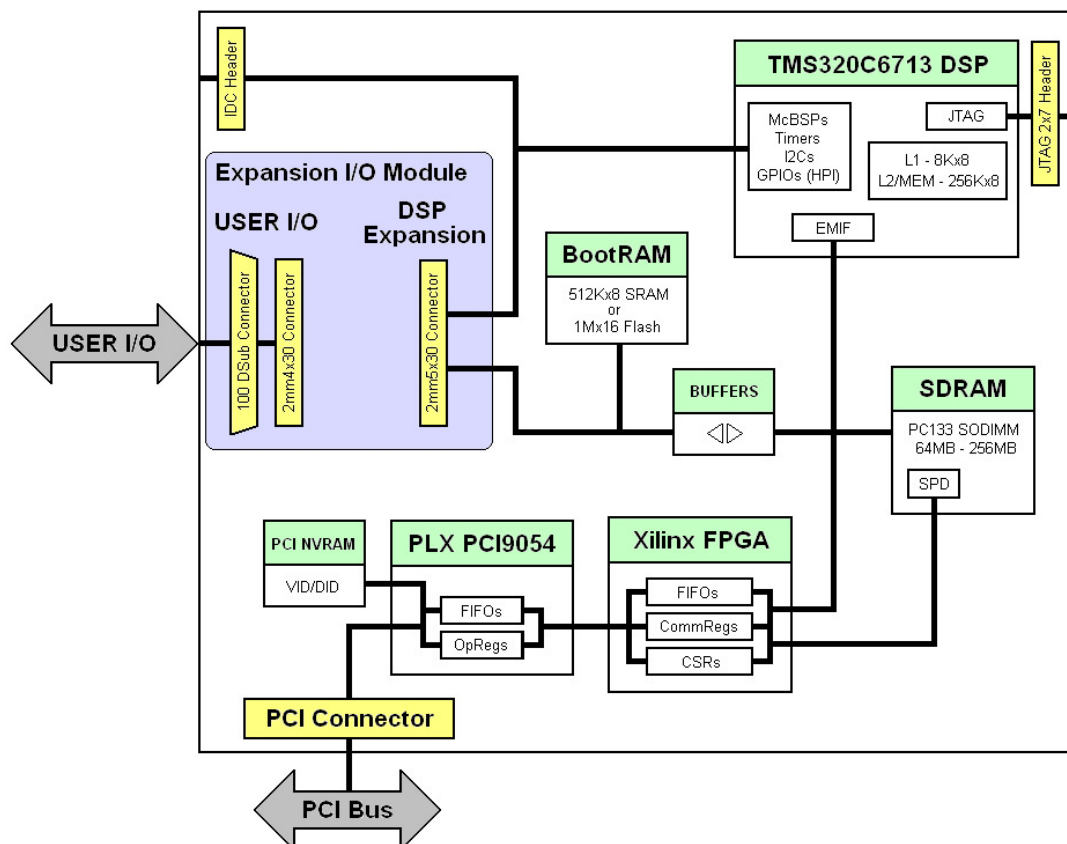 IDC Header
TMS320C6713 DSP
McBSPs
Timers
I2Cs
GPIOs (HPI)
JTAG
L1 - 8Kx8
L2/MEM - 256Kx8
EMIF
JTAG 2x7 Header
Expansion I/O Module
USER I/O
DSP
Expansion
100 DSub Connector
2mm4x30 Connector
2mm5x30 Connector
USER I/O
BootRAM
512Kx8 SRAM
or
1Mx16 Flash
BUFFERS
SDRAM
PC133 SODIMM
64MB - 256MB
SPD
PCI NVRAM
VID/DID
PLX PCI9054
FIFOs
OpRegs
Xilinx FPGA
FIFOs
CommRegs
CSRs
PCI Connector
PCI Bus